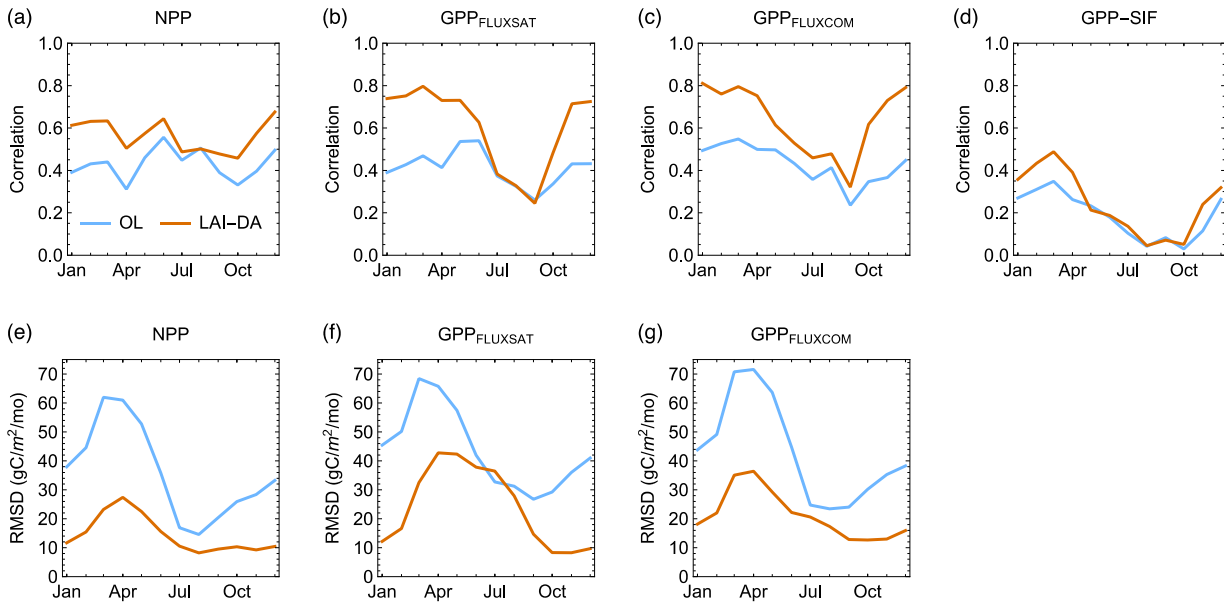 (a) NPP
Correlation
1.0
0.8
0.6
0.4
0.2
0.0
OL LAI−DA
Jan Apr Jul Oct
(b) GPP_FLUXSAT
Correlation
1.0
0.8
0.6
0.4
0.2
0.0
Jan Apr Jul Oct
(c) GPP_FLUXCOM
Correlation
1.0
0.8
0.6
0.4
0.2
0.0
Jan Apr Jul Oct
(d) GPP−SIF
Correlation
1.0
0.8
0.6
0.4
0.2
0.0
Jan Apr Jul Oct
(e) NPP
RMSD (gC/m²/mo)
70
60
50
40
30
20
10
0
Jan Apr Jul Oct
(f) GPP_FLUXSAT
RMSD (gC/m²/mo)
70
60
50
40
30
20
10
0
Jan Apr Jul Oct
(g) GPP_FLUXCOM
RMSD (gC/m²/mo)
70
60
50
40
30
20
10
0
Jan Apr Jul Oct